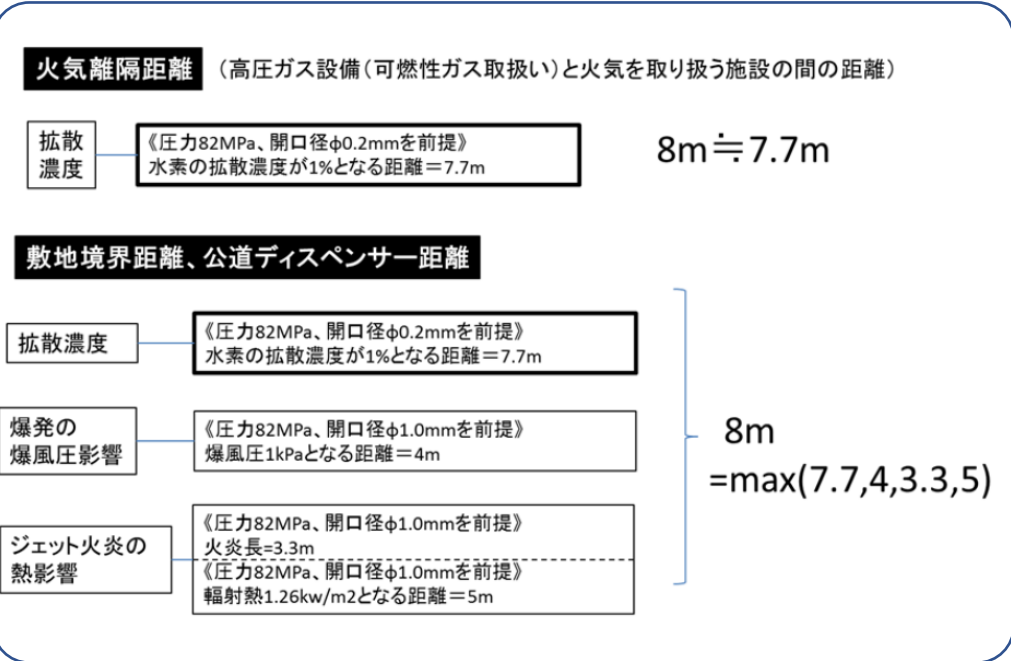 火気離隔距離 (高圧ガス設備(可燃性ガス取扱い)と火気を取り扱う施設の間の距離)
拡散
濃度
《圧力82MPa、開口径φ0.2mmを前提》
水素の拡散濃度が1%となる距離＝7.7m
8m≒7.7m
敷地境界距離、公道ディスペンサー距離
拡散濃度
《圧力82MPa、開口径φ0.2mmを前提》
水素の拡散濃度が1%となる距離＝7.7m
爆発の
爆風圧影響
《圧力82MPa、開口径φ1.0mmを前提》
爆風圧1kPaとなる距離＝4m
ジェット火炎の
熱影響
《圧力82MPa、開口径φ1.0mmを前提》
火炎長=3.3m
《圧力82MPa、開口径φ1.0mmを前提》
輻射熱1.26kw/m2となる距離＝5m
8m
=max(7.7,4,3.3,5)